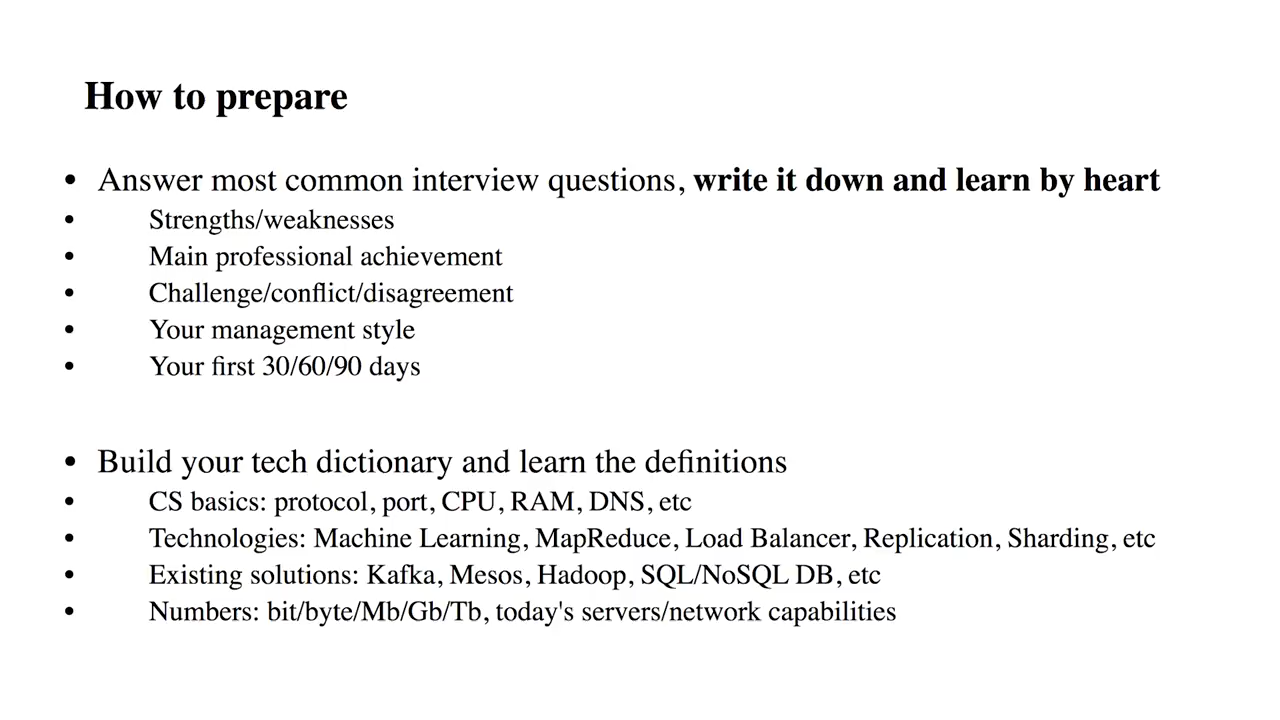 How to prepare
• Answer most common interview questions, write it down and learn by heart
• Strengths/weaknesses
• Main professional achievement
• Challenge/conflict/disagreement
• Your management style
• Your first 30/60/90 days
• Build your tech dictionary and learn the definitions
• CS basics: protocol, port, CPU, RAM, DNS, etc
• Technologies: Machine Learning, MapReduce, Load Balancer, Replication, Sharding, etc
• Existing solutions: Kafka, Mesos, Hadoop, SQL/NoSQL DB, etc
• Numbers: bit/byte/Mb/Gb/Tb, today's servers/network capabilities